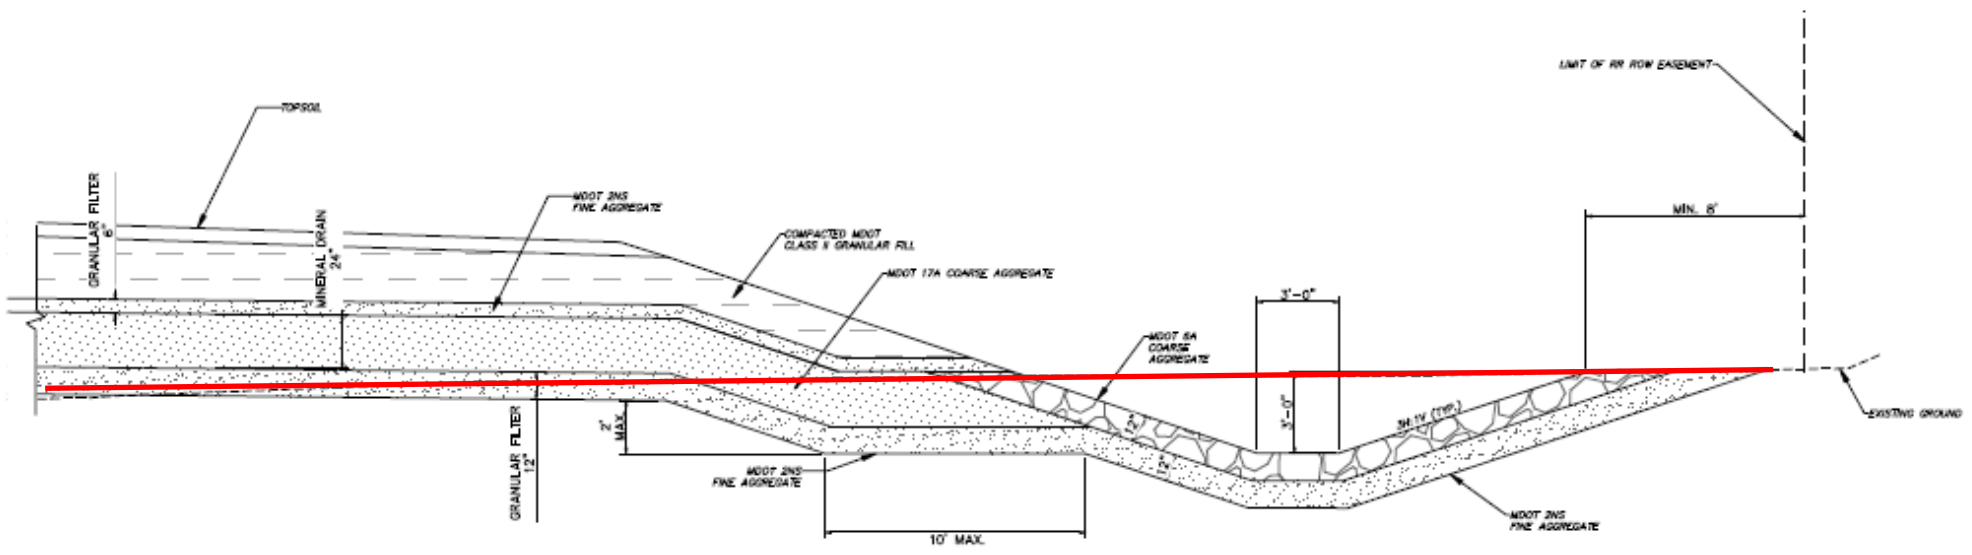 LIMIT OF RR ROW EASEMENT
TOPSOIL
GRANULAR FILTER
6"
MINERAL DRAIN
24"
MDOT 2NS
FINE AGGREGATE
COMPACTED MDOT
CLASS II GRANULAR FILL
MDOT 17A COARSE AGGREGATE
MIN. 8'
3'-0"
MDOT 6A
COARSE
AGGREGATE
3'-0"
3H:1V (TYP.)
EXISTING GROUND
2'
MAX.
12"
12"
GRANULAR FILTER
12"
MDOT 2NS
FINE AGGREGATE
MDOT 2NS
FINE AGGREGATE
10' MAX.